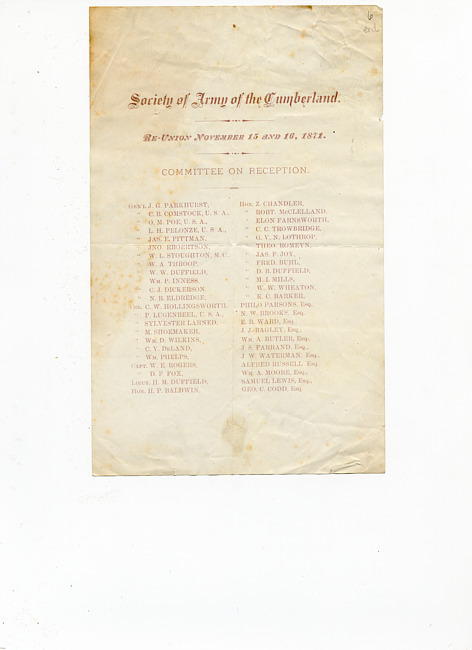 6
end
Society of Army of the Cumberland.
Re-Union November 15 and 16, 1871.
COMMITTEE ON RECEPTION.
Gen'l J. G. PARKHURST,
" C. B. COMSTOCK, U. S. A.,
" O. M. POE, U. S. A.,
" L. H. PELONZE, U. S. A.,
" JAS. E. PITTMAN,
" JNO. ROBERTSON,
" W. L. STOUGHTON, M. C.
" W. A. THROOP,
" W. W. DUFFIELD,
" WM. P. INNESS,
" C. J. DICKERSON,
" N. B. ELDREDGE,
C. W. HOLLINGSWORTH,
" P. LUGENBEEL, U. S. A.,
" SYLVESTER LARNED,
" M. SHOEMAKER,
" WM. D. WILKINS,
" C. V. DeLAND,
" WM. PHELPS,
CAPT. W. E. ROGERS,
" D. F. FOX,
LIEUT. H. M. DUFFIELD,
HON. H. P. BALDWIN,
HON. Z. CHANDLER,
" ROBT. McCLELLAND,
" ELON FARNSWORTH,
" C. C. TROWBRIDGE,
" G. V. N. LOTHROP,
" THEO. ROMEYN,
" JAS. F. JOY,
" FRED. BUHL,
" D. B. DUFFIELD,
" M. I. MILLS,
" W. W. WHEATON,
" K. C. BARKER,
PHILO PARSONS, Esq.
N. W. BROOKS, Esq.
E. B. WARD, Esq.
J. J. BAGLEY, Esq.,
WM. A. BUTLER, Esq.
J. S. FARRAND, Esq.,
J. W. WATERMAN, Esq.
ALFRED RUSSELL, Esq.
WM. A. MOORE, Esq.,
SAMUEL LEWIS, Esq.,
GEO. C. CODD, Esq.